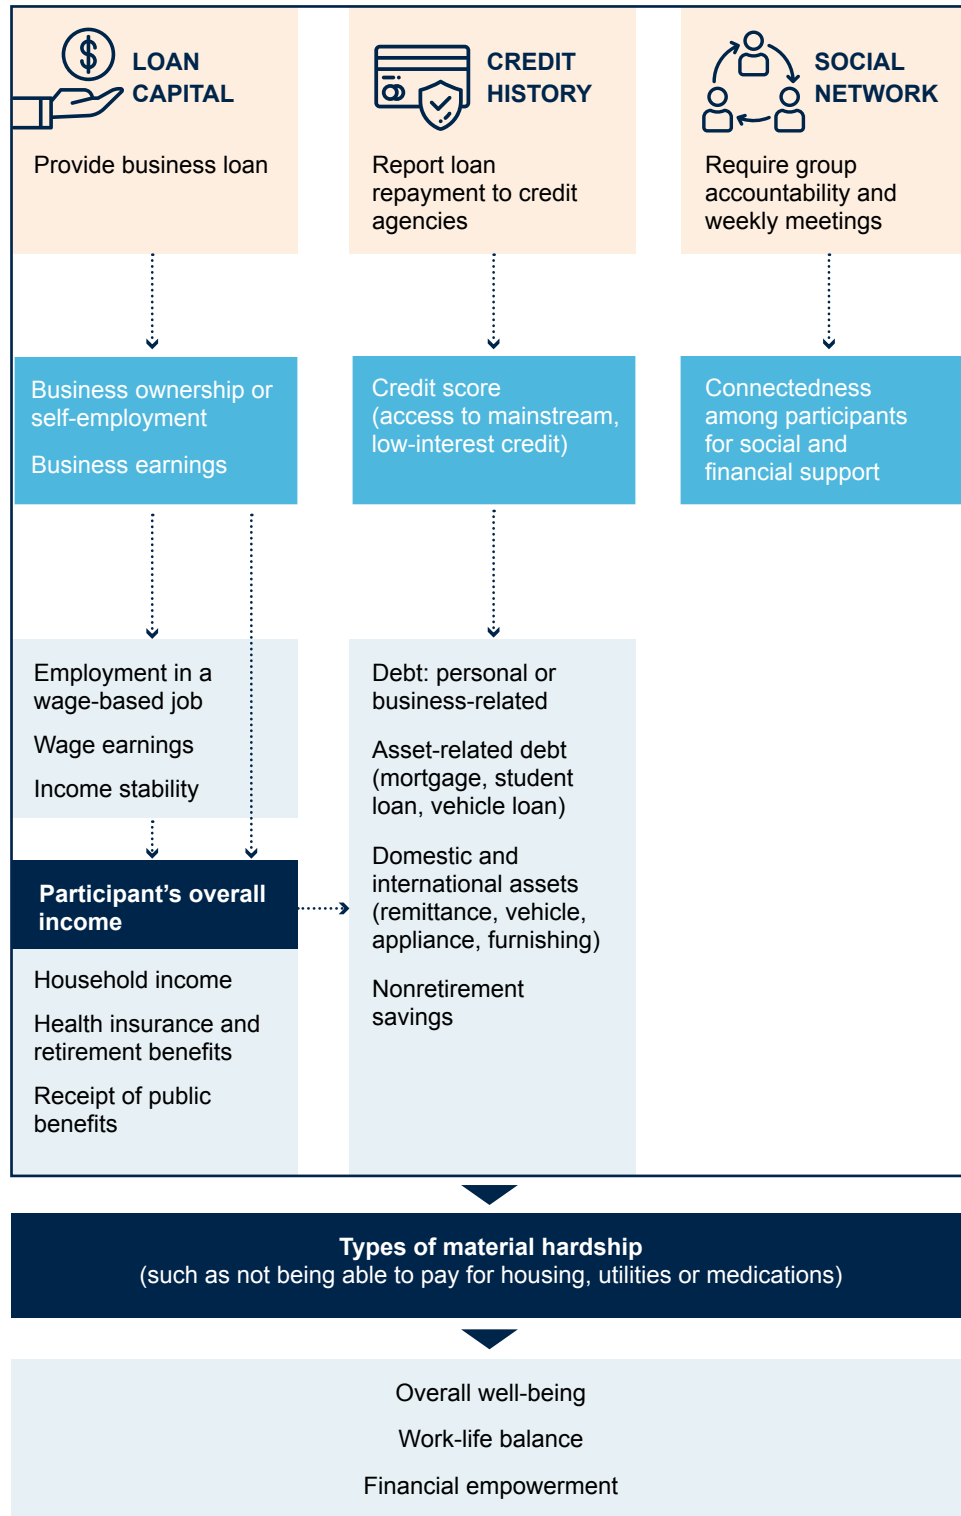 LOAN
CAPITAL
Provide business loan
CREDIT
HISTORY
Report loan
repayment to credit
agencies
SOCIAL
NETWORK
Require group
accountability and
weekly meetings
Business ownership or
self-employment
Business earnings
Credit score
(access to mainstream,
low-interest credit)
Connectedness
among participants
for social and
financial support
Employment in a
wage-based job
Wage earnings
Income stability
Participant’s overall
income
Household income
Health insurance and
retirement benefits
Receipt of public
benefits
Debt: personal or
business-related
Asset-related debt
(mortgage, student
loan, vehicle loan)
Domestic and
international assets
(remittance, vehicle,
appliance, furnishing)
Nonretirement
savings
Types of material hardship
(such as not being able to pay for housing, utilities or medications)
Overall well-being
Work-life balance
Financial empowerment